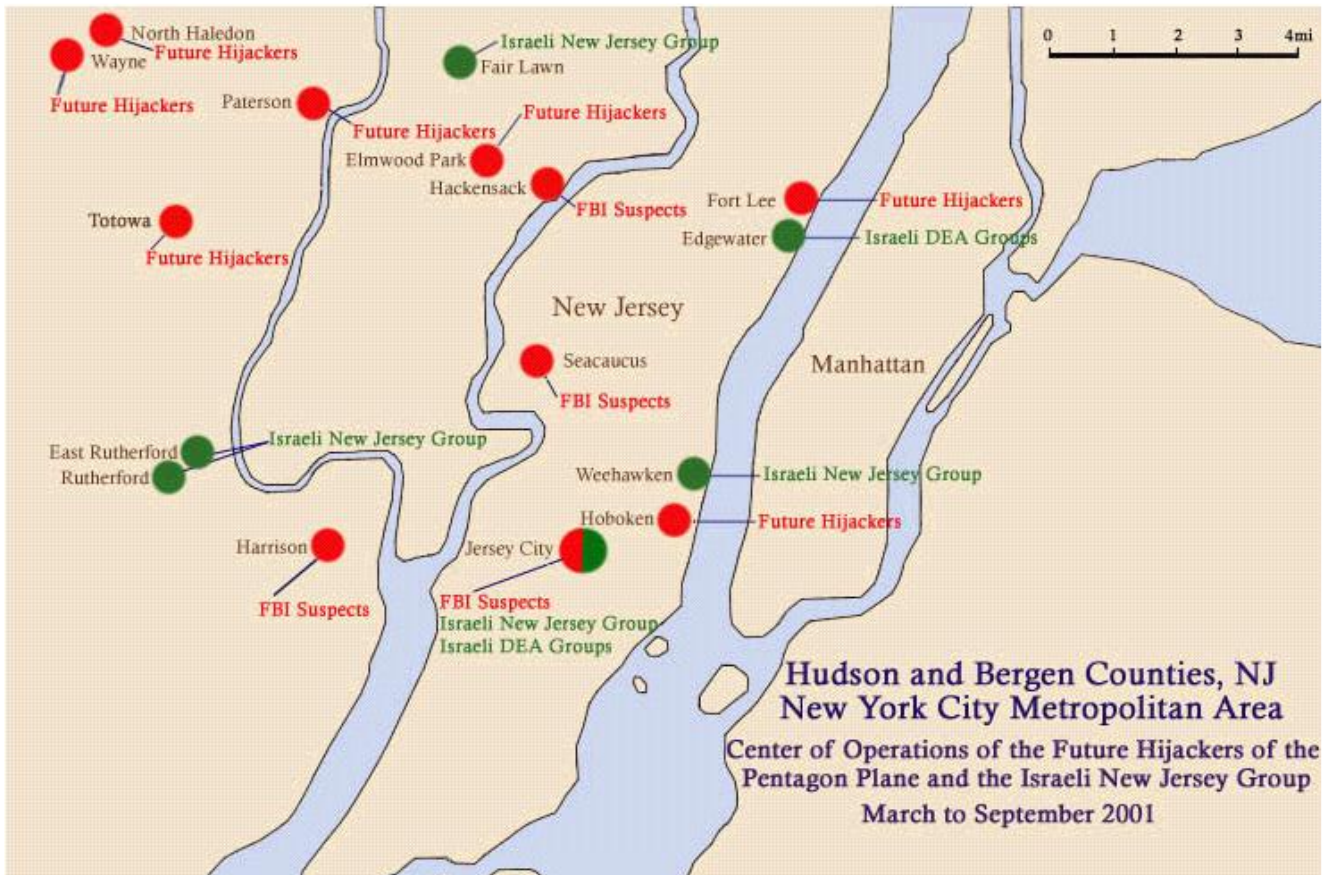 North Haledon
Future Hijackers
Wayne
Future Hijackers
Israeli New Jersey Group
Fair Lawn
0 1 2 3 4mi
Paterson
Future Hijackers
Future Hijackers
Elmwood Park
Hackensack
FBI Suspects
Fort Lee
Future Hijackers
Edgewater
Israeli DEA Groups
Totowa
Future Hijackers
New Jersey
Manhattan
Seacaucus
FBI Suspects
East Rutherford
Israeli New Jersey Group
Rutherford
Weehawken
Israeli New Jersey Group
Hoboken
Future Hijackers
Harrison
FBI Suspects
Jersey City
FBI Suspects
Israeli New Jersey Group
Israeli DEA Groups
Hudson and Bergen Counties, NJ
New York City Metropolitan Area
Center of Operations of the Future Hijackers of the
Pentagon Plane and the Israeli New Jersey Group
March to September 2001